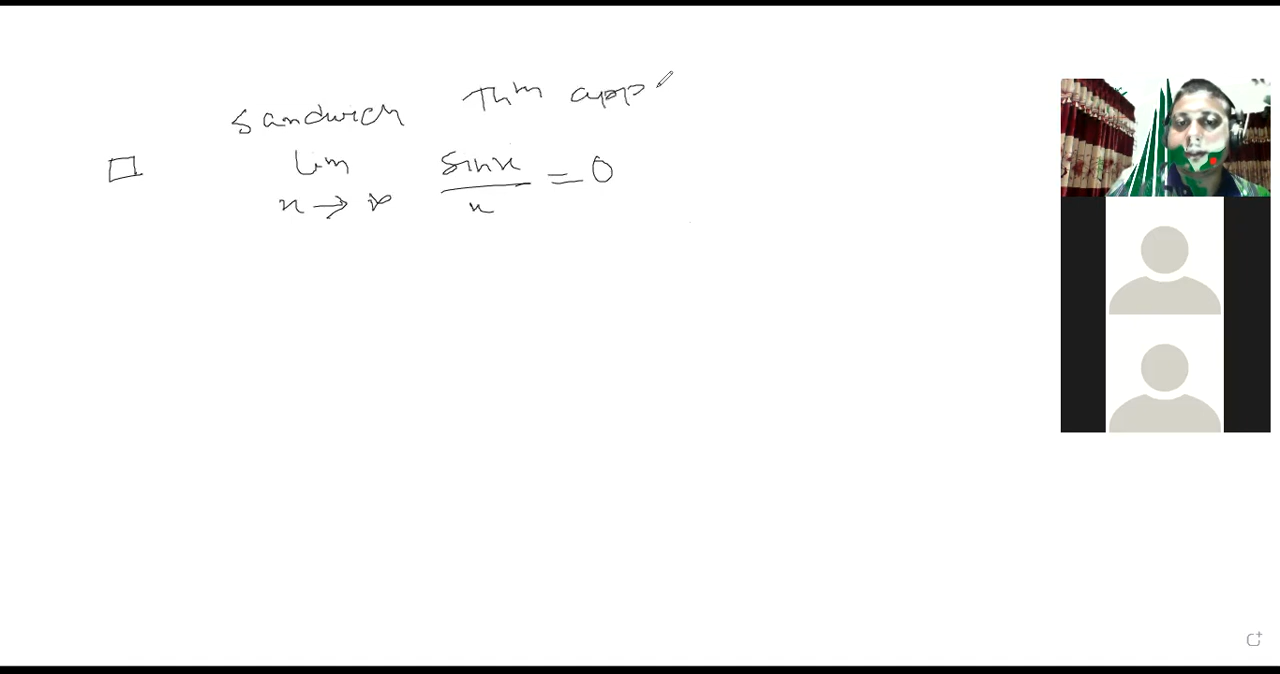 Sandwich Thm app
□ lim sinx/x = 0
x → ∞